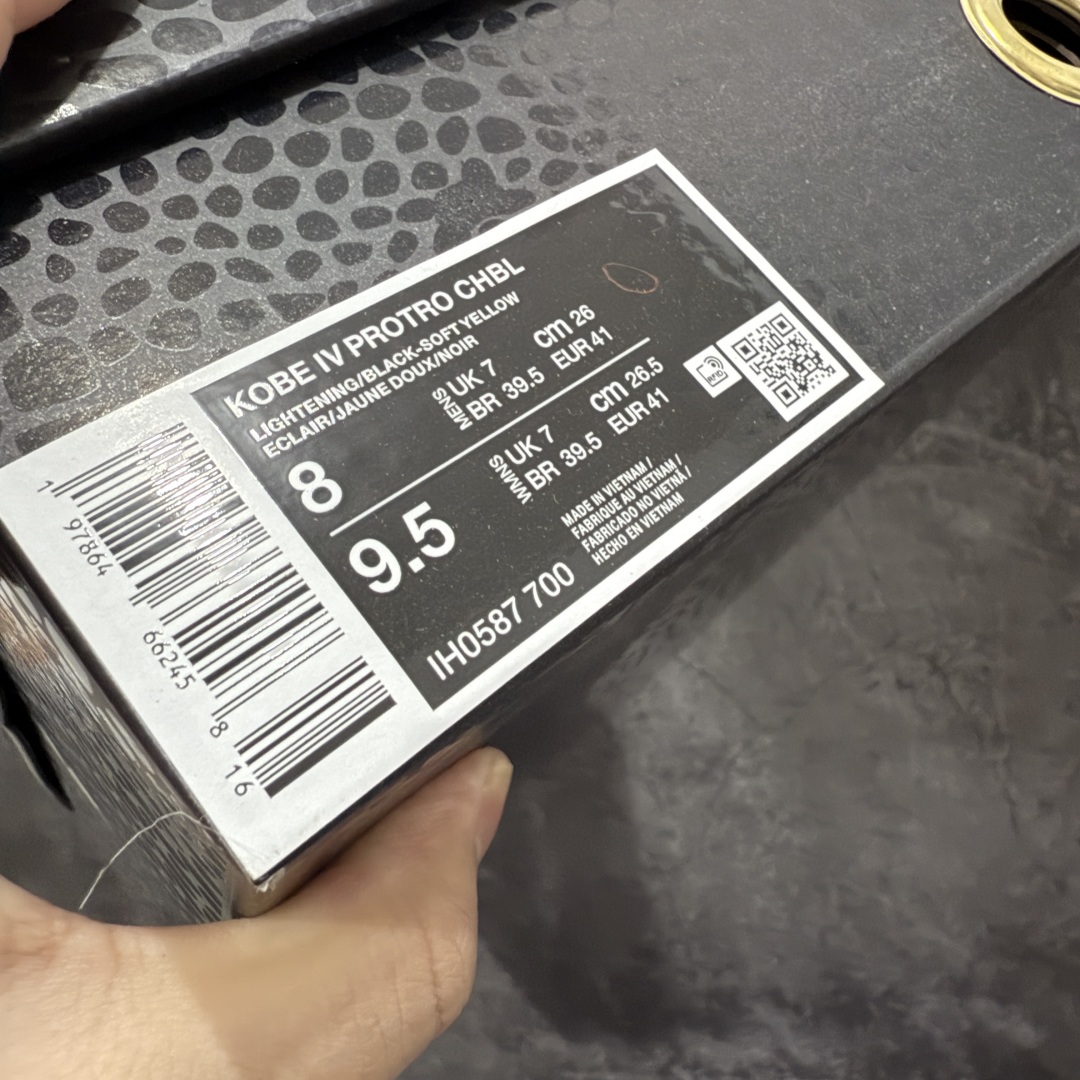 KOBE IV PROTRO CHBL
LIGHTENING/BLACK-SOFT YELLOW
ECLAIR/JAUNE DOUX/NOIR
8
MENS UK 7 cm 26
BR 39.5 EUR 41
9.5
WMNS UK 7 cm 26.5
BR 39.5 EUR 41
RFID
MADE IN VIETNAM /
FABRIQUE AU VIETNAM /
FABRICADO NO VIETNA /
HECHO EN VIETNAM
IH0587 700
1 97864 66245 8 16